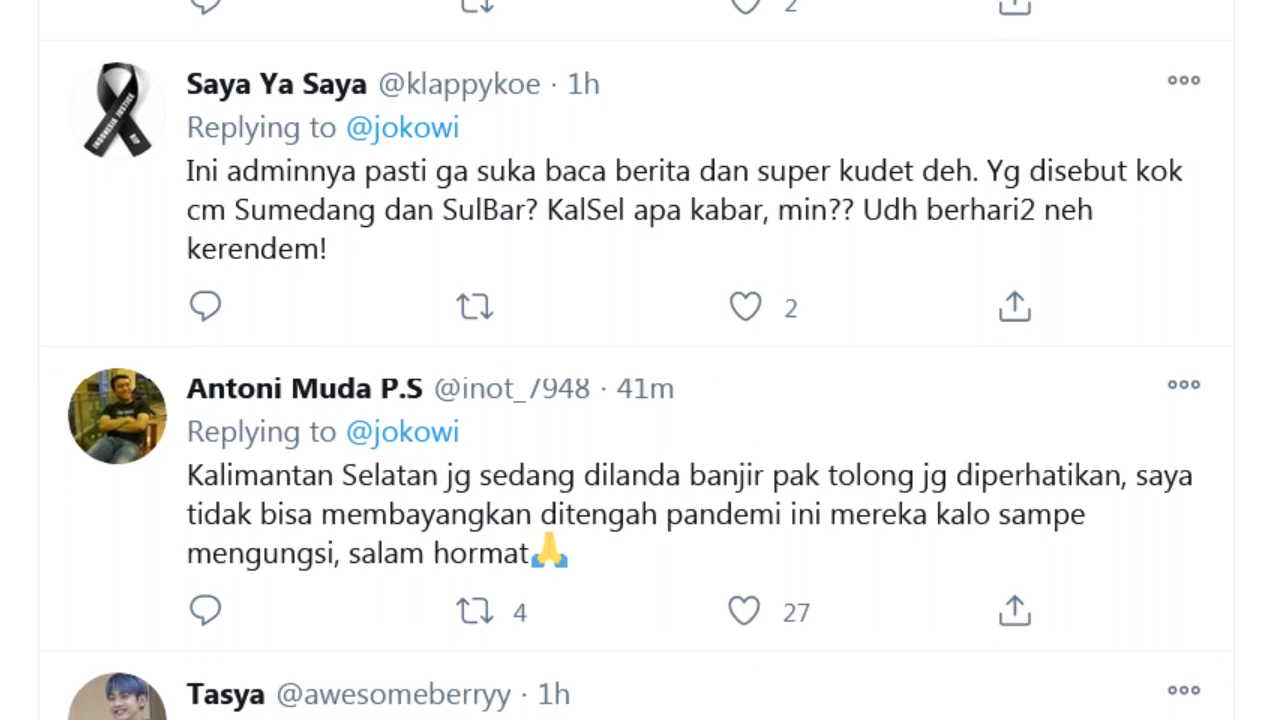 2
Saya Ya Saya @klappykoe · 1h
Replying to @jokowi
Ini adminnya pasti ga suka baca berita dan super kudet deh. Yg disebut kok
cm Sumedang dan SulBar? KalSel apa kabar, min?? Udh berhari2 neh
kerendem!
2
Antoni Muda P.S @inot_7948 · 41m
Replying to @jokowi
Kalimantan Selatan jg sedang dilanda banjir pak tolong jg diperhatikan, saya
tidak bisa membayangkan ditengah pandemi ini mereka kalo sampe
mengungsi, salam hormat🙏
4 27
Tasya @awesomeberryy · 1h